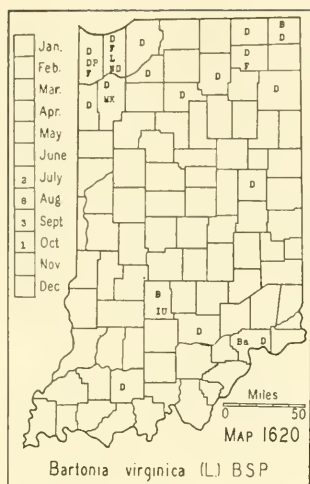 Jan.
Feb.
Mar.
Apr.
May
June
2 July
8 Aug
3 Sept
1 Oct
Nov
Dec
D D D D B
D F D
DP L
F ND D D D D F D
D D
MX
D
B
IU
D
Ba D
D
Miles
0 50
MAP 1620
Bartonia virginica (L.) BSP